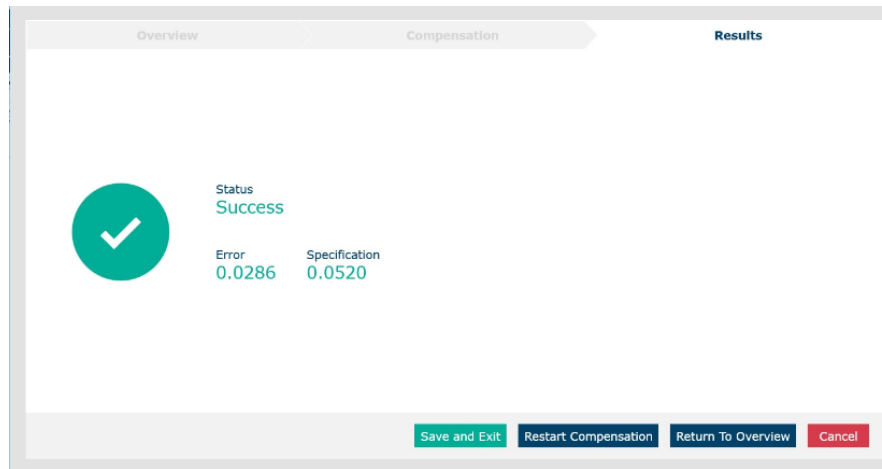 Overview Compensation Results
Status
Success
Error Specification
0.0286 0.0520
Save and Exit Restart Compensation Return To Overview Cancel